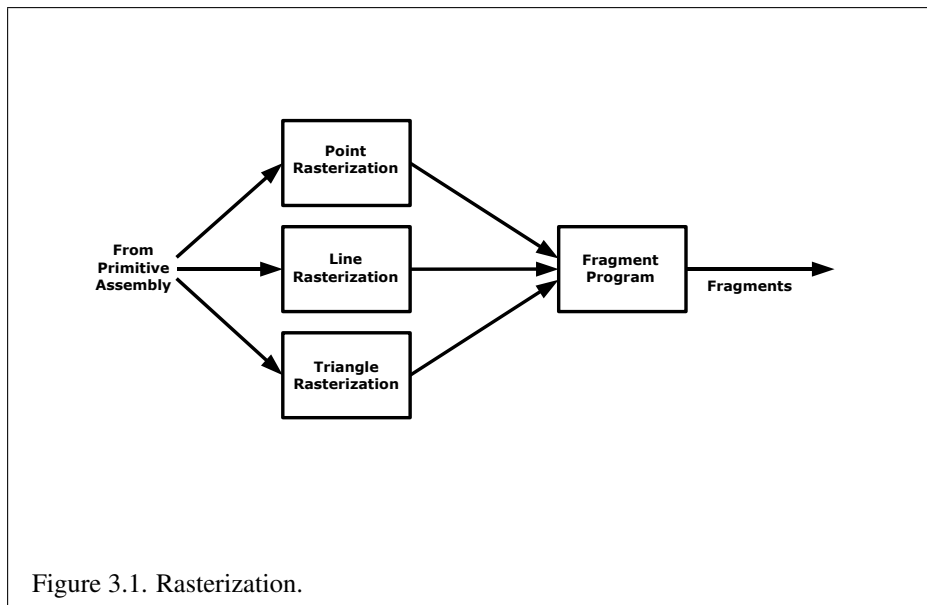 Point
Rasterization
From
Primitive
Assembly
Line
Rasterization
Fragment
Program
Fragments
Triangle
Rasterization
Figure 3.1. Rasterization.